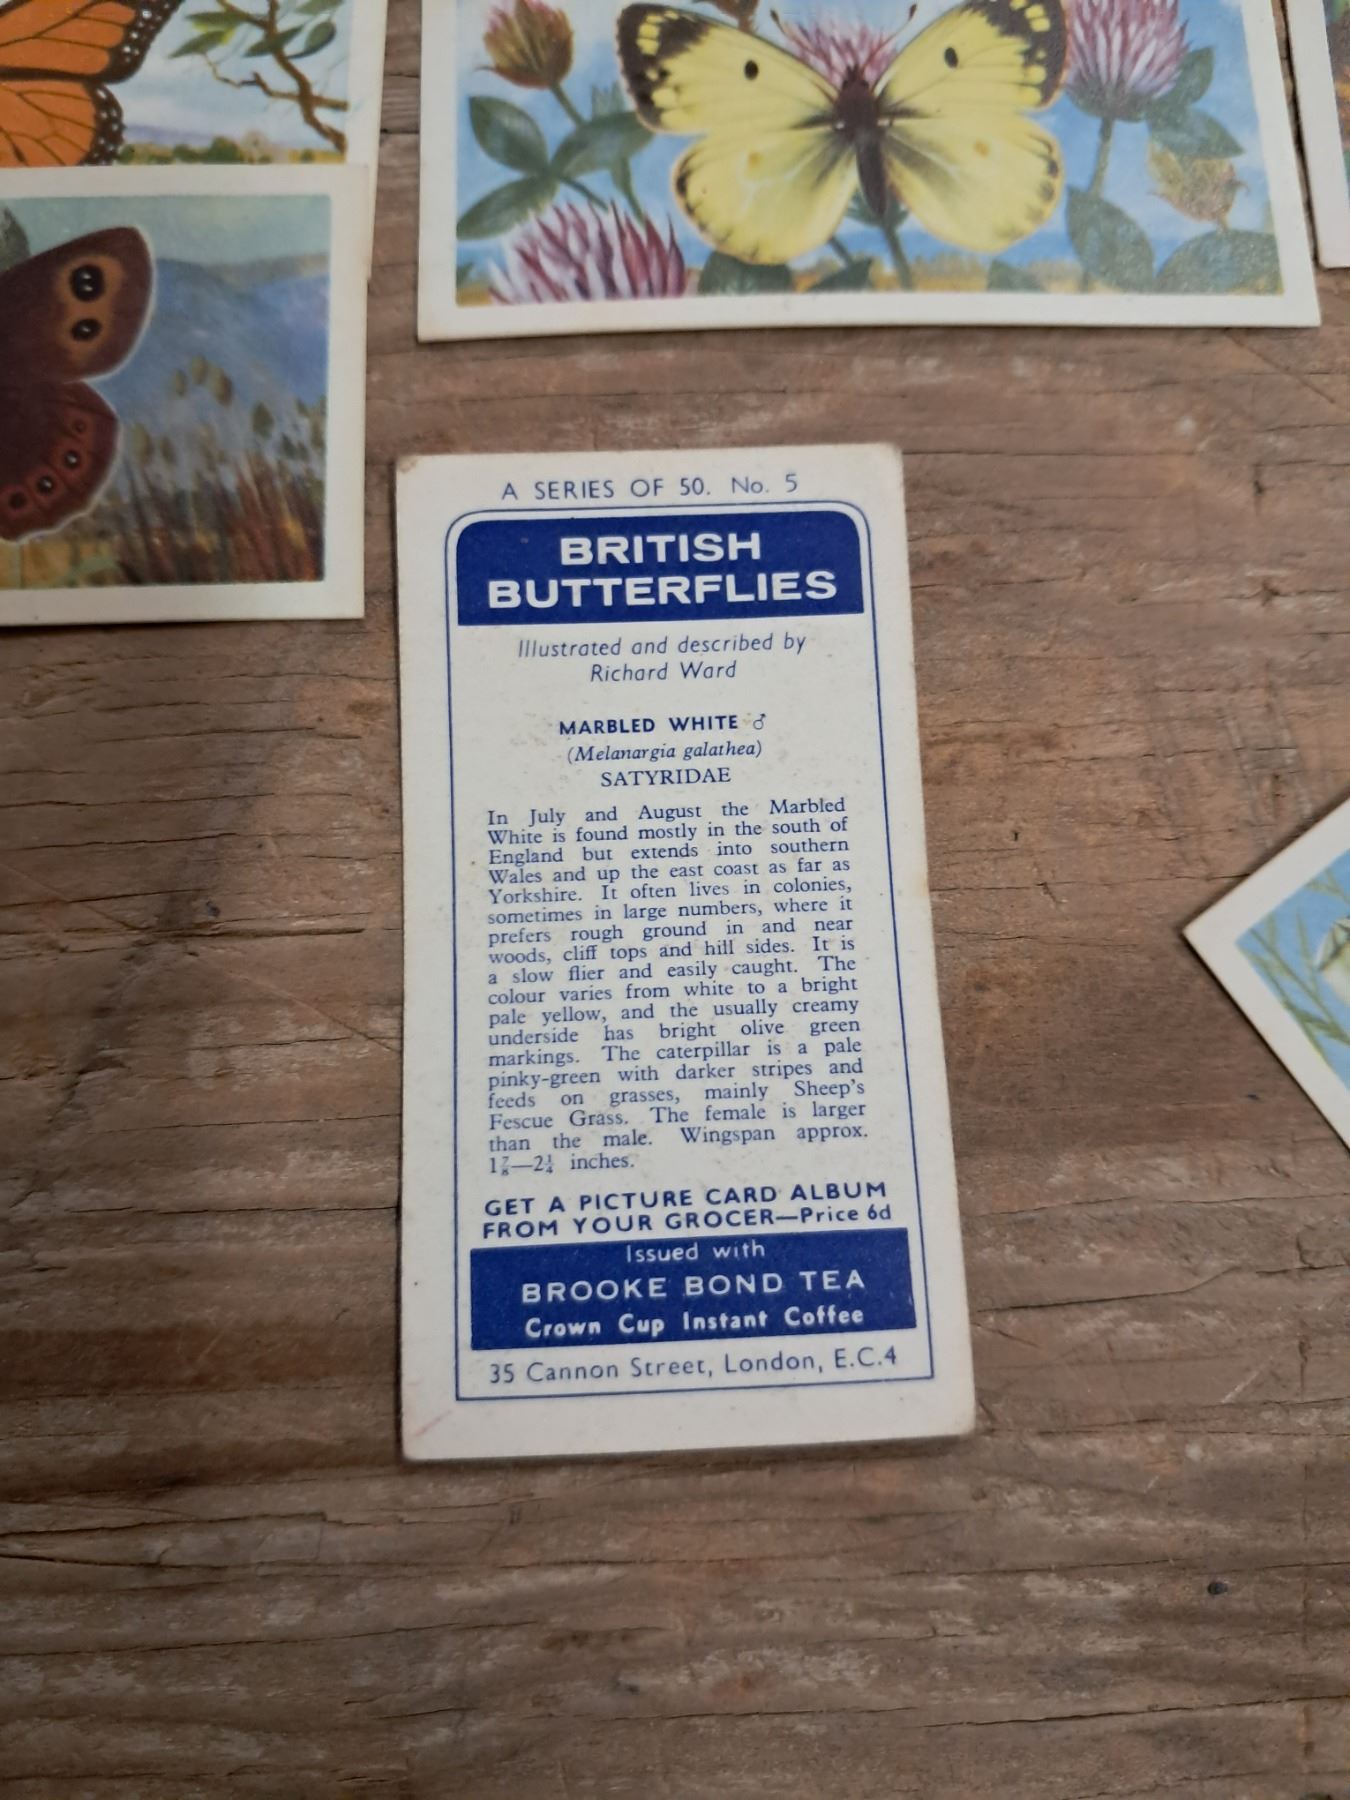 A SERIES OF 50. No. 5
BRITISH
BUTTERFLIES
Illustrated and described by
Richard Ward
MARBLED WHITE ♂
(Melanargia galathea)
SATYRIDAE
In July and August the Marbled
White is found mostly in the south of
England but extends into southern
Wales and up the east coast as far as
Yorkshire. It often lives in colonies,
sometimes in large numbers, where it
prefers rough ground in and near
woods, cliff tops and hill sides. It is
a slow flier and easily caught. The
colour varies from white to a bright
pale yellow, and the usually creamy
underside has bright olive green
markings. The caterpillar is a pale
pinky-green with darker stripes and
feeds on grasses, mainly Sheep's
Fescue Grass. The female is larger
than the male. Wingspan approx.
1⅞—2¼ inches.
GET A PICTURE CARD ALBUM
FROM YOUR GROCER—Price 6d
Issued with
BROOKE BOND TEA
Crown Cup Instant Coffee
35 Cannon Street, London, E.C.4